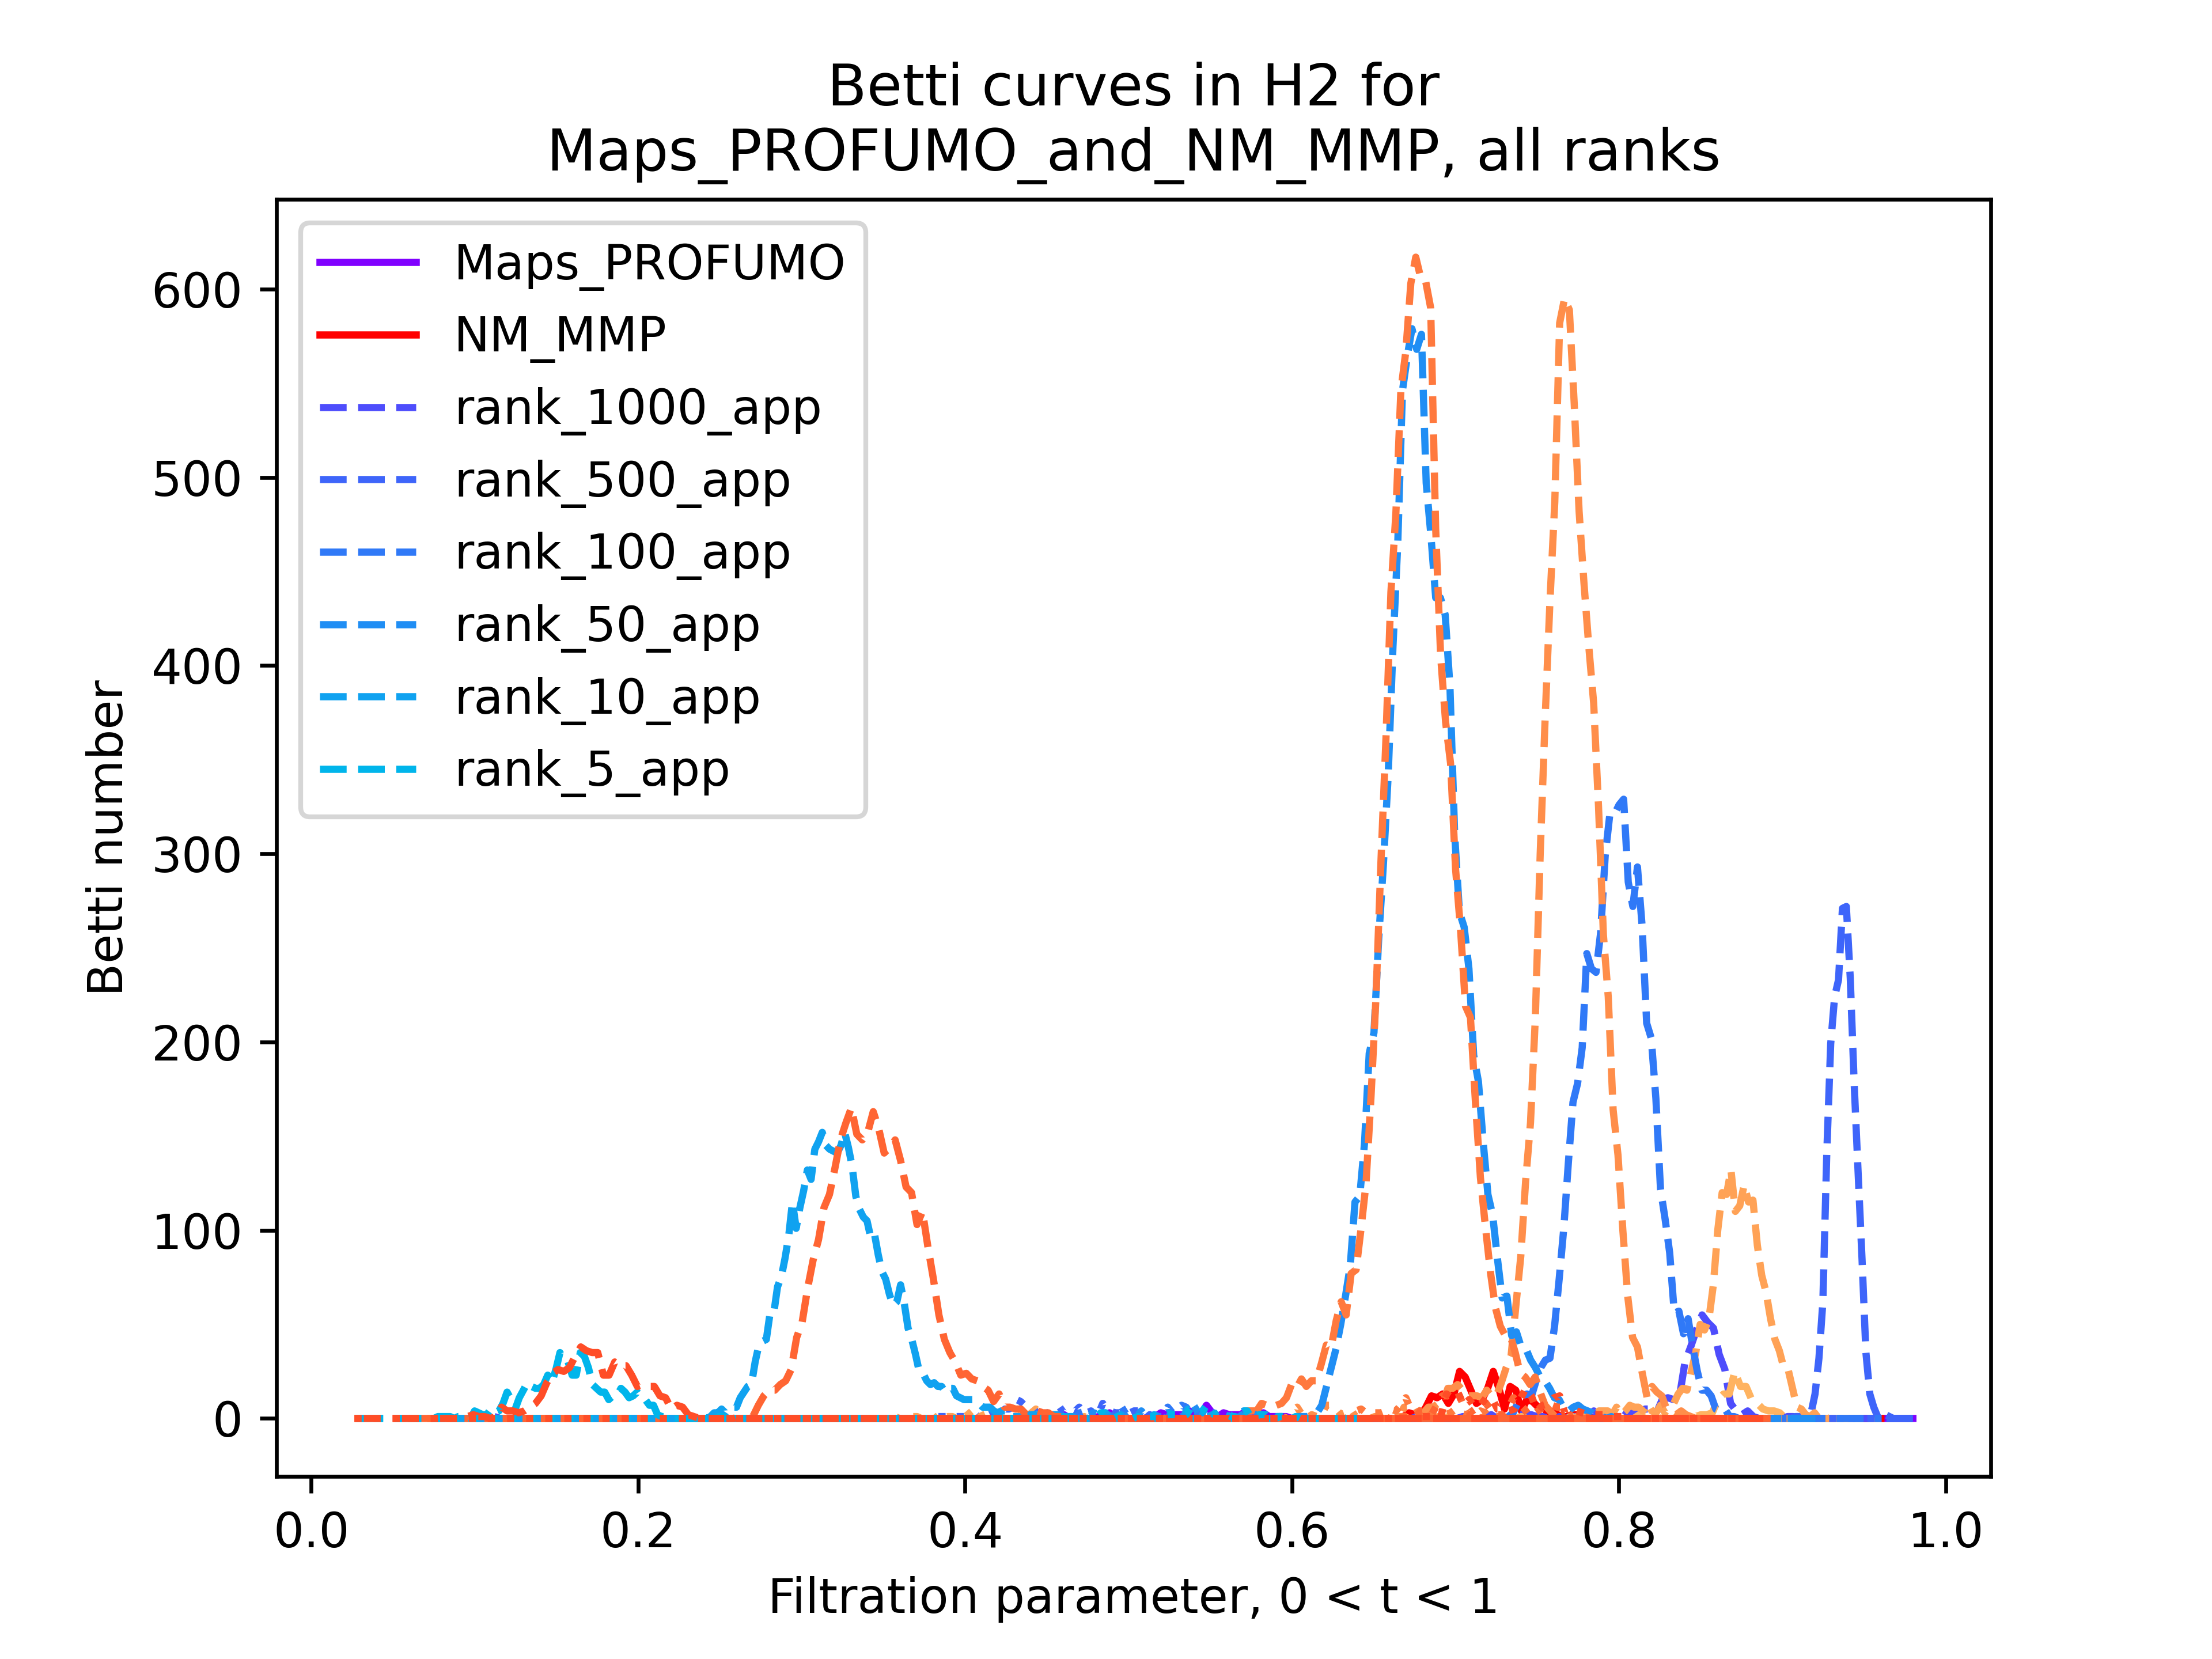 Betti curves in H2 for
Maps_PROFUMO_and_NM_MMP, all ranks
Maps_PROFUMO
NM_MMP
rank_1000_app
rank_500_app
rank_100_app
rank_50_app
rank_10_app
rank_5_app
Betti number
600
500
400
300
200
100
0
0.0 0.2 0.4 0.6 0.8 1.0
Filtration parameter, 0 < t < 1